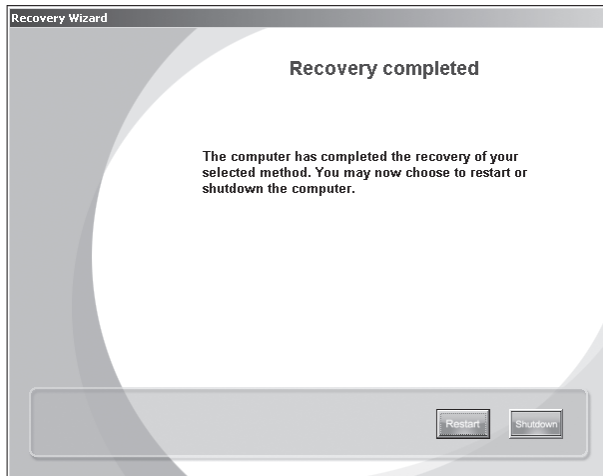 Recovery Wizard
Recovery completed
The computer has completed the recovery of your
selected method. You may now choose to restart or
shutdown the computer.
Restart
Shutdown